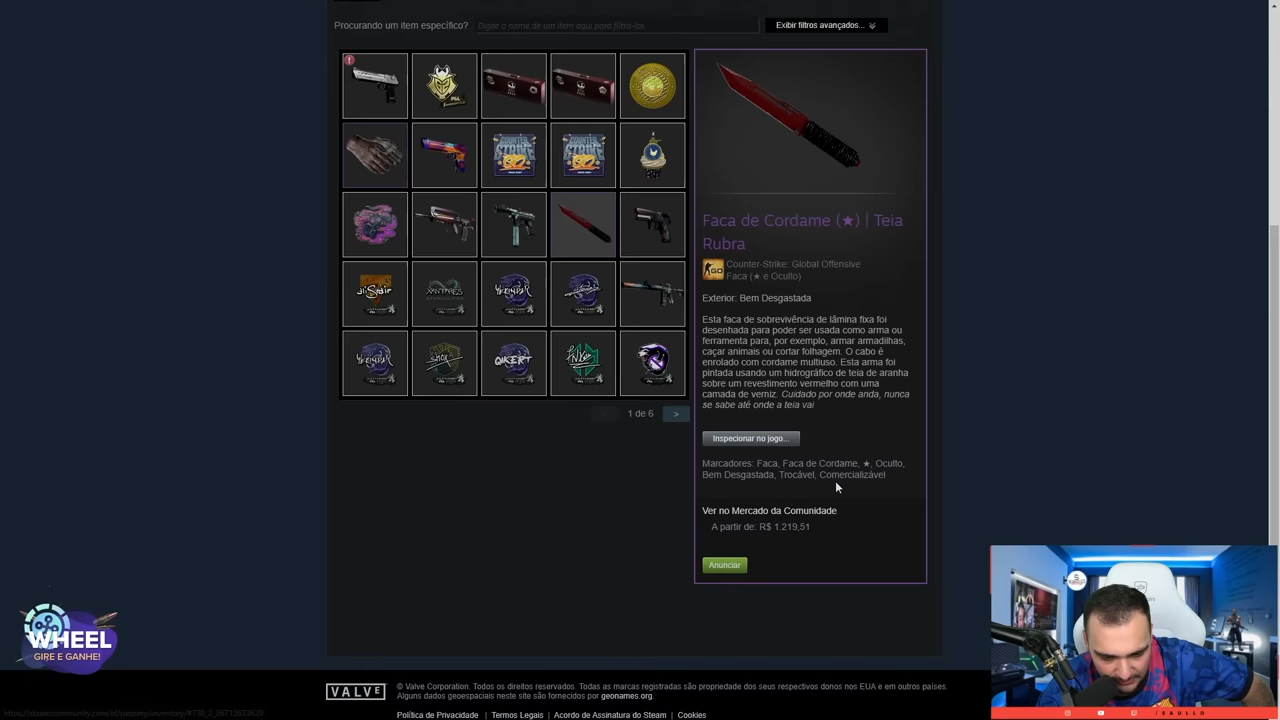 Procurando um item específico?
Digite o nome de um item aqui para filtrá-los
Exibir filtros avançados...
Faca de Cordame (★) | Teia
Rubra
Counter-Strike: Global Offensive
Faca (★ e Oculto)
Exterior: Bem Desgastada
Esta faca de sobrevivência de lâmina fixa foi
desenhada para poder ser usada como arma ou
ferramenta para, por exemplo, armar armadilhas,
caçar animais ou cortar folhagem. O cabo é
enrolado com cordame multiuso. Esta arma foi
pintada usando um hidrográfico de teia de aranha
sobre um revestimento vermelho com uma
camada de verniz. Cuidado por onde anda, nunca
se sabe até onde a teia vai
1 de 6
>
Inspecionar no jogo...
Marcadores: Faca, Faca de Cordame, ★, Oculto,
Bem Desgastada, Trocável, Comercializável
Ver no Mercado da Comunidade
A partir de: R$ 1.219,51
Anunciar
WHEEL
GIRE E GANHE!
VALVE
© Valve Corporation. Todos os direitos reservados. Todas as marcas registradas são propriedade dos seus respectivos donos nos EUA e em outros países.
Alguns dados geoespaciais neste site são fornecidos por geonames.org.
Política de Privacidade | Termos Legais | Acordo de Assinatura do Steam | Cookies